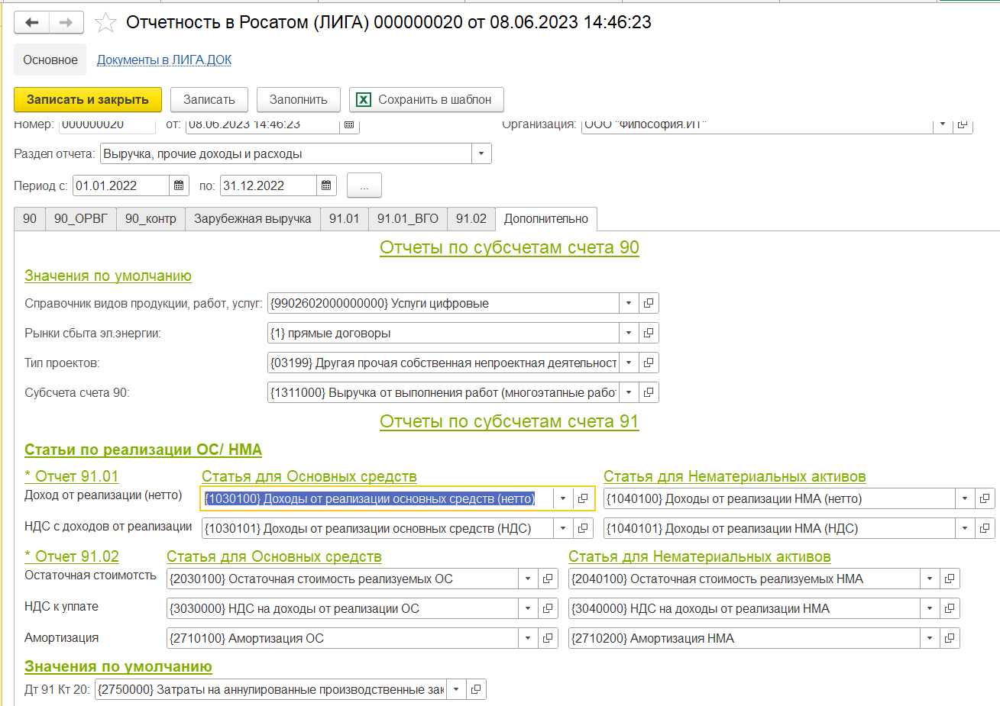 Отчетность в Росатом (ЛИГА) 000000020 от 08.06.2023 14:46:23
Основное Документы в ЛИГА.ДОК
Записать и закрыть Записать Заполнить Сохранить в шаблон
Номер: 000000020 от: 08.06.2023 14:46:23 Организация: ООО "Философия.ИТ"
Раздел отчета: Выручка, прочие доходы и расходы
Период с: 01.01.2022 по: 31.12.2022 ...
90 90_ОРВГ 90_контр Зарубежная выручка 91.01 91.01_ВГО 91.02 Дополнительно
Отчеты по субсчетам счета 90
Значения по умолчанию
Справочник видов продукции, работ, услуг: {9902602000000000} Услуги цифровые
Рынки сбыта эл.энергии: {1} прямые договоры
Тип проектов: {03199} Другая прочая собственная непроектная деятельност
Субсчета счета 90: {1311000} Выручка от выполнения работ (многоэтапные рабо
Отчеты по субсчетам счета 91
Статьи по реализации ОС/ НМА
* Отчет 91.01 Статья для Основных средств Статья для Нематериальных активов
Доход от реализации (нетто) {1030100} Доходы от реализации основных средств (нетто) {1040100} Доходы от реализации НМА (нетто)
НДС с доходов от реализации {1030101} Доходы от реализации основных средств (НДС) {1040101} Доходы от реализации НМА (НДС)
* Отчет 91.02 Статья для Основных средств Статья для Нематериальных активов
Остаточная стоимотсть {2030100} Остаточная стоимость реализуемых ОС {2040100} Остаточная стоимость реализуемых НМА
НДС к уплате {3030000} НДС на доходы от реализации ОС {3040000} НДС на доходы от реализации НМА
Амортизация {2710100} Амортизация ОС {2710200} Амортизация НМА
Значения по умолчанию
Дт 91 Кт 20: {2750000} Затраты на аннулированные производственные зак